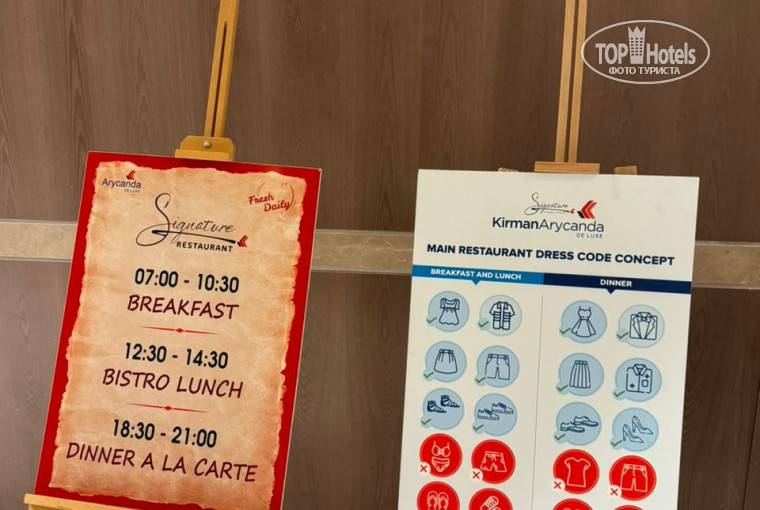 TOP Hotels
ФОТО ТУРИСТА
Arycanda
DE LUXE
Fresh
Daily
Signature
RESTAURANT
07:00 - 10:30
BREAKFAST
12:30 - 14:30
BISTRO LUNCH
18:30 - 21:00
DINNER A LA CARTE
Signature
KirmanArycanda
DE LUXE
MAIN RESTAURANT DRESS CODE CONCEPT
BREAKFAST AND LUNCH
DINNER